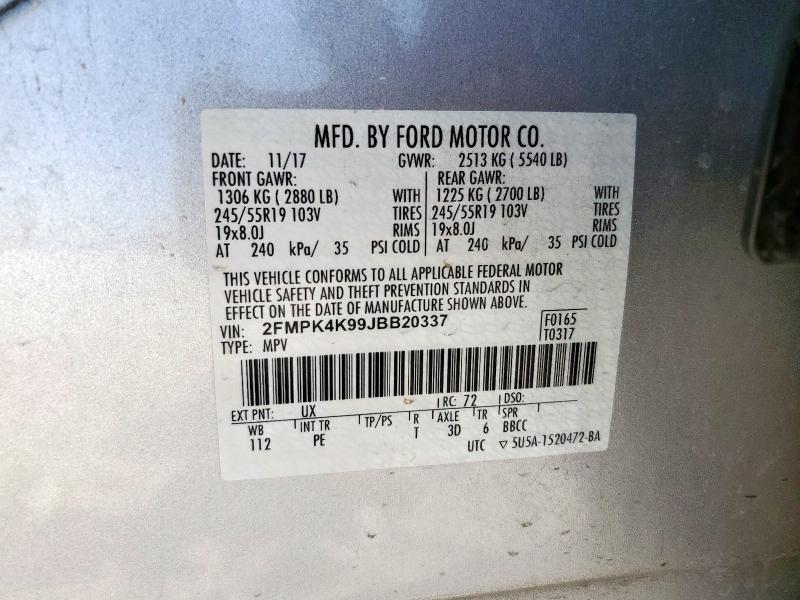 MFD. BY FORD MOTOR CO.
DATE: 11/17 GVWR: 2513 KG ( 5540 LB)
FRONT GAWR: REAR GAWR:
1306 KG ( 2880 LB) WITH 1225 KG ( 2700 LB) WITH
245/55R19 103V TIRES 245/55R19 103V TIRES
19x8.0J RIMS 19x8.0J RIMS
AT 240 kPa/ 35 PSI COLD AT 240 kPa/ 35 PSI COLD
THIS VEHICLE CONFORMS TO ALL APPLICABLE FEDERAL MOTOR
VEHICLE SAFETY AND THEFT PREVENTION STANDARDS IN
EFFECT ON THE DATE OF MANUFACTURE SHOWN ABOVE.
VIN: 2FMPK4K99JBB20337 F0165
TYPE: MPV T0317
EXT PNT: UX RC: 72 DSO:
WB INT TR TP/PS R AXLE TR SPR
112 PE T 3D 6 BBCC
UTC ▽ 5U5A-1520472-BA